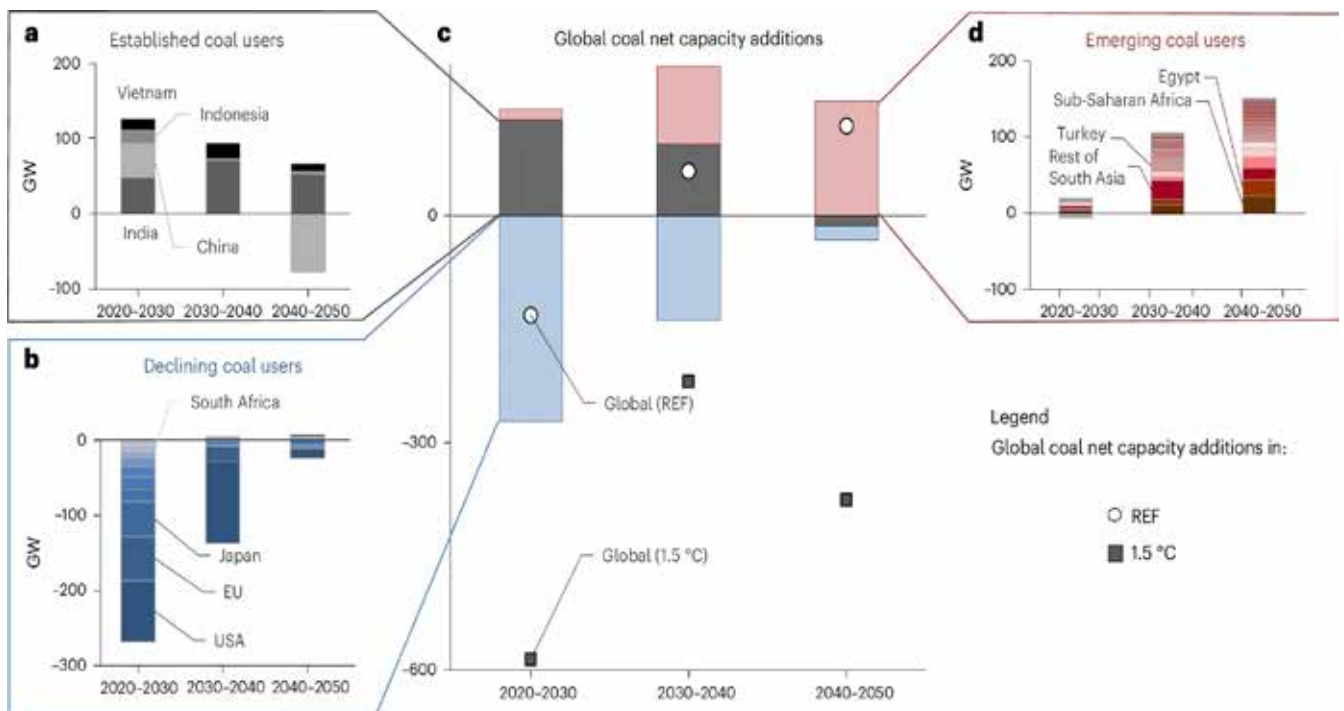 a
Established coal users
200
Vietnam
Indonesia
100
GW
0
India
China
-100
2020–2030 2030–2040 2040–2050
b
Declining coal users
South Africa
0
-100
GW
Japan
EU
-200
USA
-300
2020–2030 2030–2040 2040–2050
c
Global coal net capacity additions
0
Global (REF)
-300
Global (1.5 °C)
-600
2020–2030 2030–2040 2040–2050
d
Emerging coal users
200
Egypt
Sub-Saharan Africa
100
Turkey
GW
Rest of
South Asia
0
-100
2020–2030 2030–2040 2040–2050
Legend
Global coal net capacity additions in:
REF
1.5 °C